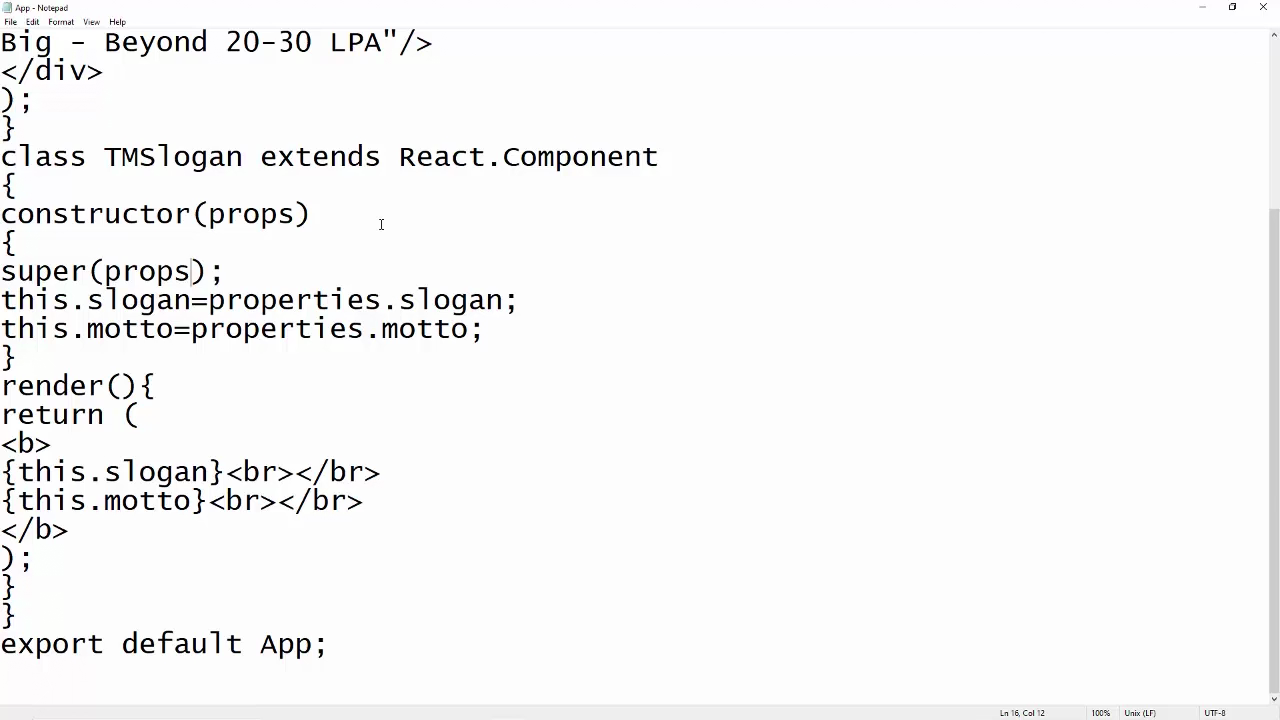 App - Notepad
File Edit Format View Help
Big - Beyond 20-30 LPA"/>
</div>
);
}
class TMSlogan extends React.Component
{
constructor(props)
{
super(props);
this.slogan=properties.slogan;
this.motto=properties.motto;
}
render(){
return (
<b>
{this.slogan}<br></br>
{this.motto}<br></br>
</b>
);
}
}
export default App;
Ln 16, Col 12 100% Unix (LF) UTF-8